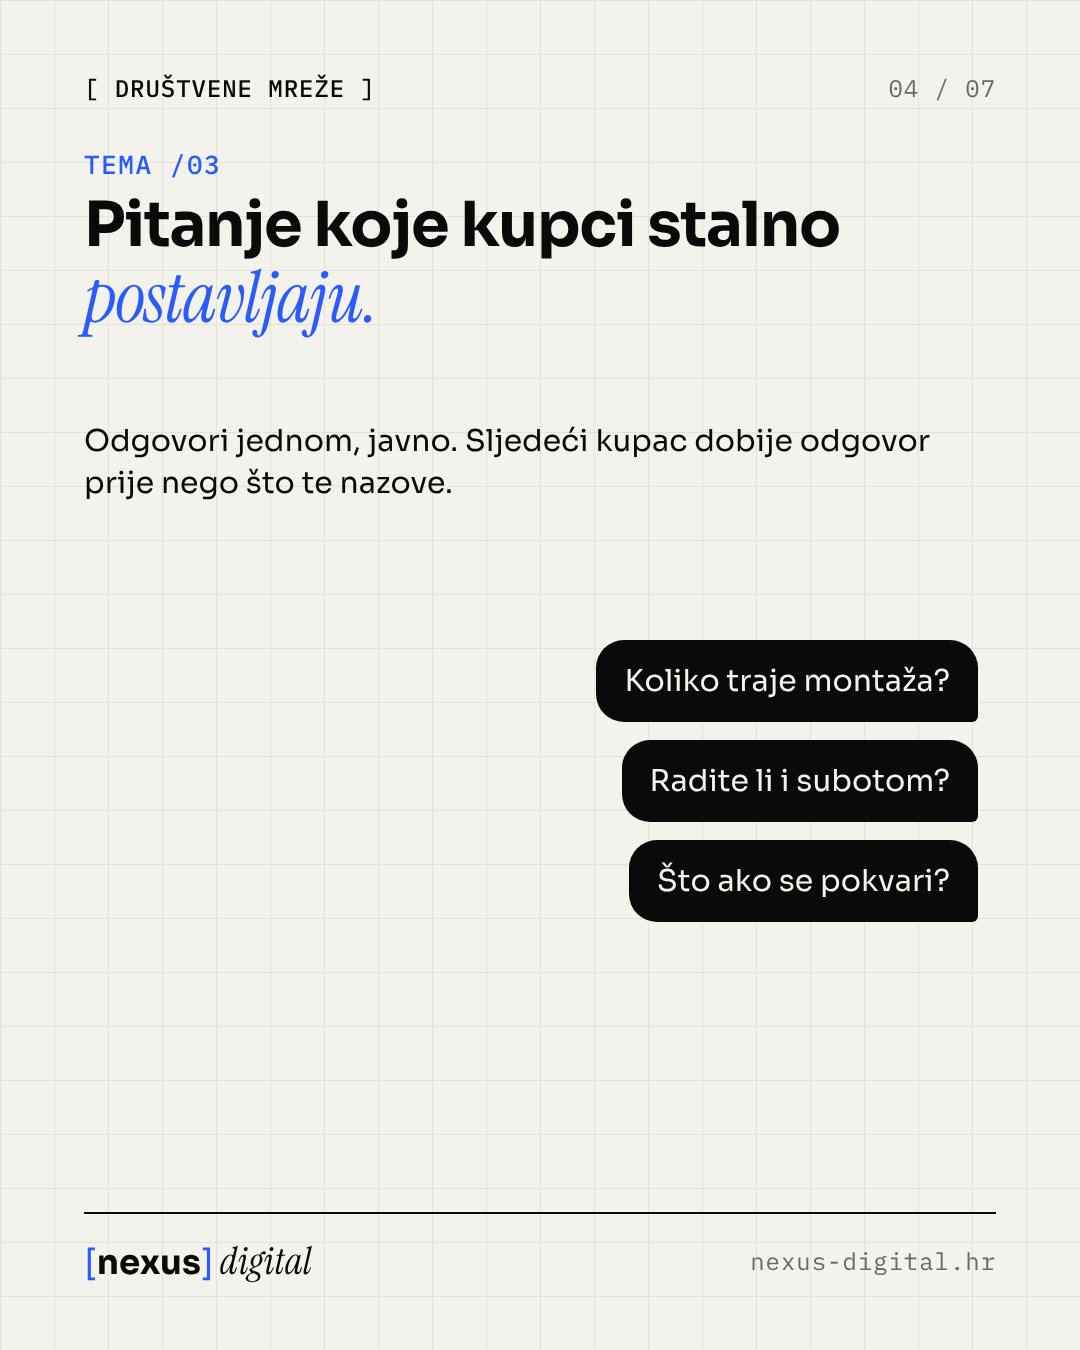 [ DRUŠTVENE MREŽE ]
04 / 07
TEMA /03
Pitanje koje kupci stalno
postavljaju.
Odgovori jednom, javno. Sljedeći kupac dobije odgovor
prije nego što te nazove.
Koliko traje montaža?
Radite li i subotom?
Što ako se pokvari?
[nexus] digital
nexus-digital.hr